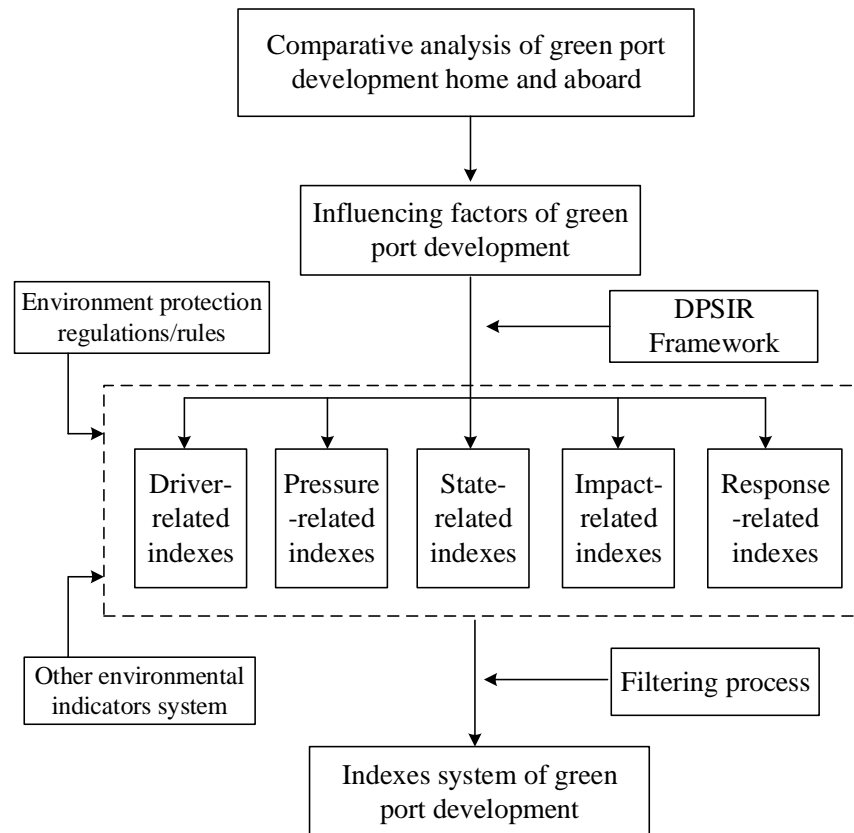 Comparative analysis of green port
development home and aboard
Influencing factors of green
port development
Environment protection
regulations/rules
DPSIR
Framework
Driver-
related
indexes
Pressure
-related
indexes
State-
related
indexes
Impact-
related
indexes
Response
-related
indexes
Other environmental
indicators system
Filtering process
Indexes system of green
port development